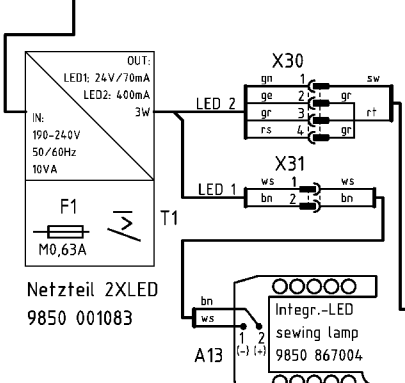 OUT:
LED1: 24V/70mA
LED2: 400mA
3W
IN:
190-240V
50/60Hz
10VA
F1
M0,63A
T1
Netzteil 2XLED
9850 001083
LED 2
LED 1
X30
gn 1 sw
ge 2 gr
gr 3 rt
rs 4 gr
X31
ws 1 ws
bn 2 bn
bn
ws
1 2
(-) (+)
A13
Integr.-LED
sewing lamp
9850 867004